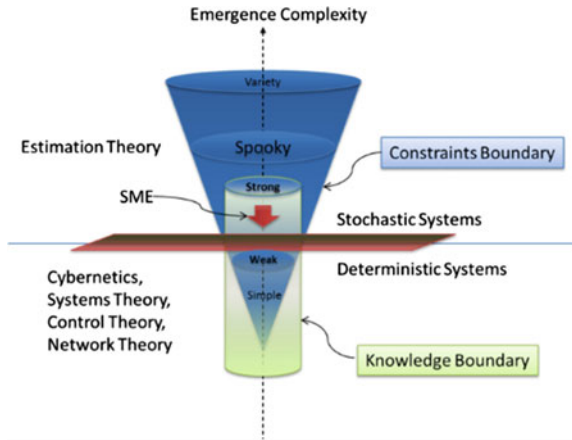 Emergence Complexity
Variety
Estimation Theory
Spooky
Constraints Boundary
Strong
SME
Stochastic Systems
Weak
Deterministic Systems
Cybernetics,
Systems Theory,
Control Theory,
Network Theory
Simple
Knowledge Boundary